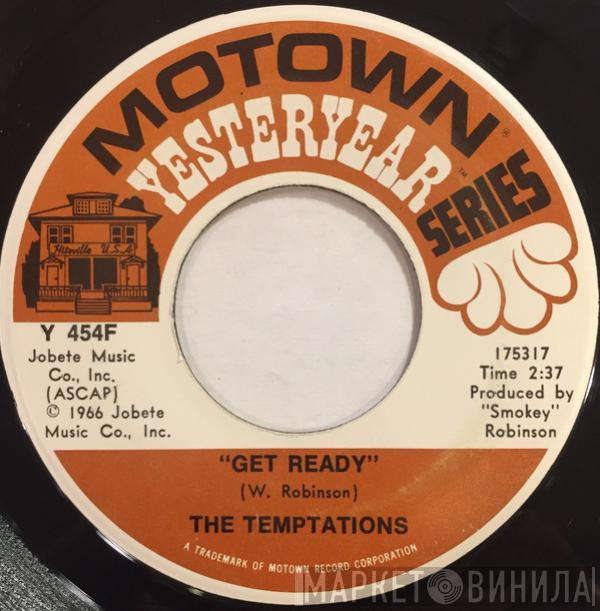 MOTOWN®
YESTERYEAR™
SERIES
Hitsville U.S.A.
Y 454F
Jobete Music
Co., Inc.
(ASCAP)
© 1966 Jobete
Music Co., Inc.
175317
Time 2:37
Produced by
"Smokey"
Robinson
"GET READY"
(W. Robinson)
THE TEMPTATIONS
A TRADEMARK OF MOTOWN RECORD CORPORATION
МАРКЕТ ВИНИЛА